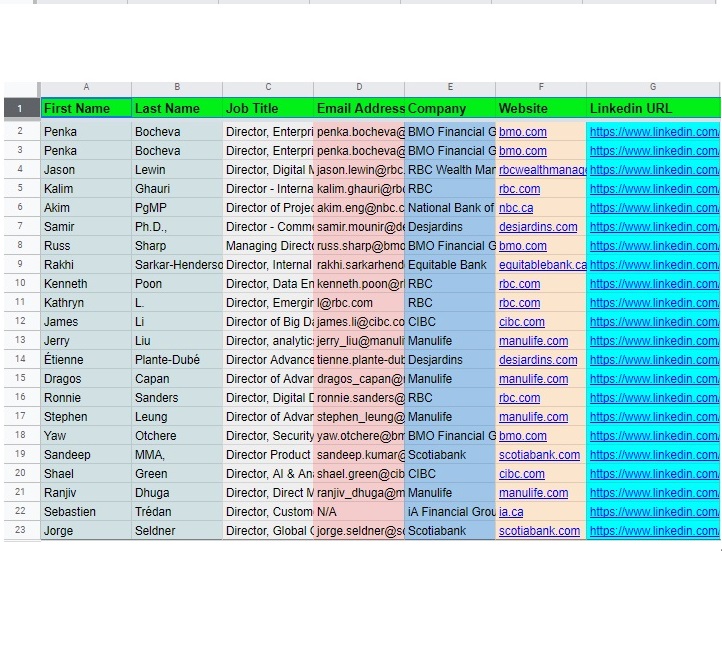 A B C D E F G
1 First Name Last Name Job Title Email Address Company Website Linkedin URL
2 Penka Bocheva Director, Enterpri penka.bocheva@ BMO Financial G bmo.com https://www.linkedin.com/
3 Penka Bocheva Director, Enterpri penka.bocheva@ BMO Financial G bmo.com https://www.linkedin.com/
4 Jason Lewin Director, Digital M jason.lewin@rbc. RBC Wealth Man rbcwealthmanag https://www.linkedin.com/
5 Kalim Ghauri Director - Interna kalim.ghauri@rbc RBC rbc.com https://www.linkedin.com/
6 Akim PgMP Director of Projec akim.eng@nbc.c National Bank of nbc.ca https://www.linkedin.com/
7 Samir Ph.D., Director - Comme samir.mounir@de Desjardins desjardins.com https://www.linkedin.com/
8 Russ Sharp Managing Directo russ.sharp@bmo BMO Financial G bmo.com https://www.linkedin.com/
9 Rakhi Sarkar-Henderso Director, Internal rakhi.sarkarhend Equitable Bank equitablebank.ca https://www.linkedin.com/
10 Kenneth Poon Director, Data En kenneth.poon@r RBC rbc.com https://www.linkedin.com/
11 Kathryn L. Director, Emergin l@rbc.com RBC rbc.com https://www.linkedin.com/
12 James Li Director of Big Da james.li@cibc.co CIBC cibc.com https://www.linkedin.com/
13 Jerry Liu Director, analytic jerry_liu@manuli Manulife manulife.com https://www.linkedin.com/
14 Étienne Plante-Dubé Director Advance tienne.plante-dub Desjardins desjardins.com https://www.linkedin.com/
15 Dragos Capan Director of Advan dragos_capan@ Manulife manulife.com https://www.linkedin.com/
16 Ronnie Sanders Director, Digital D ronnie.sanders@ RBC rbc.com https://www.linkedin.com/
17 Stephen Leung Director of Advan stephen_leung@ Manulife manulife.com https://www.linkedin.com/
18 Yaw Otchere Director, Security yaw.otchere@bm BMO Financial G bmo.com https://www.linkedin.com/
19 Sandeep MMA, Director Product sandeep.kumar@ Scotiabank scotiabank.com https://www.linkedin.com/
20 Shael Green Director, AI & An shael.green@cib CIBC cibc.com https://www.linkedin.com/
21 Ranjiv Dhuga Director, Direct M ranjiv_dhuga@m Manulife manulife.com https://www.linkedin.com/
22 Sebastien Trédan Director, Custom N/A iA Financial Grou ia.ca https://www.linkedin.com/
23 Jorge Seldner Director, Global jorge.seldner@sc Scotiabank scotiabank.com https://www.linkedin.com/